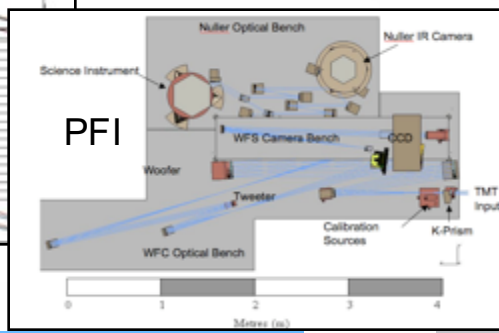 Nuller Optical Bench
Nuller IR Camera
Science Instrument
PFI
WFS Camera Bench
CCD
Woofer
Tweeter
TMT
Input
Calibration
Sources
K-Prism
WFC Optical Bench
0 1 2 3 4
Metres (m)